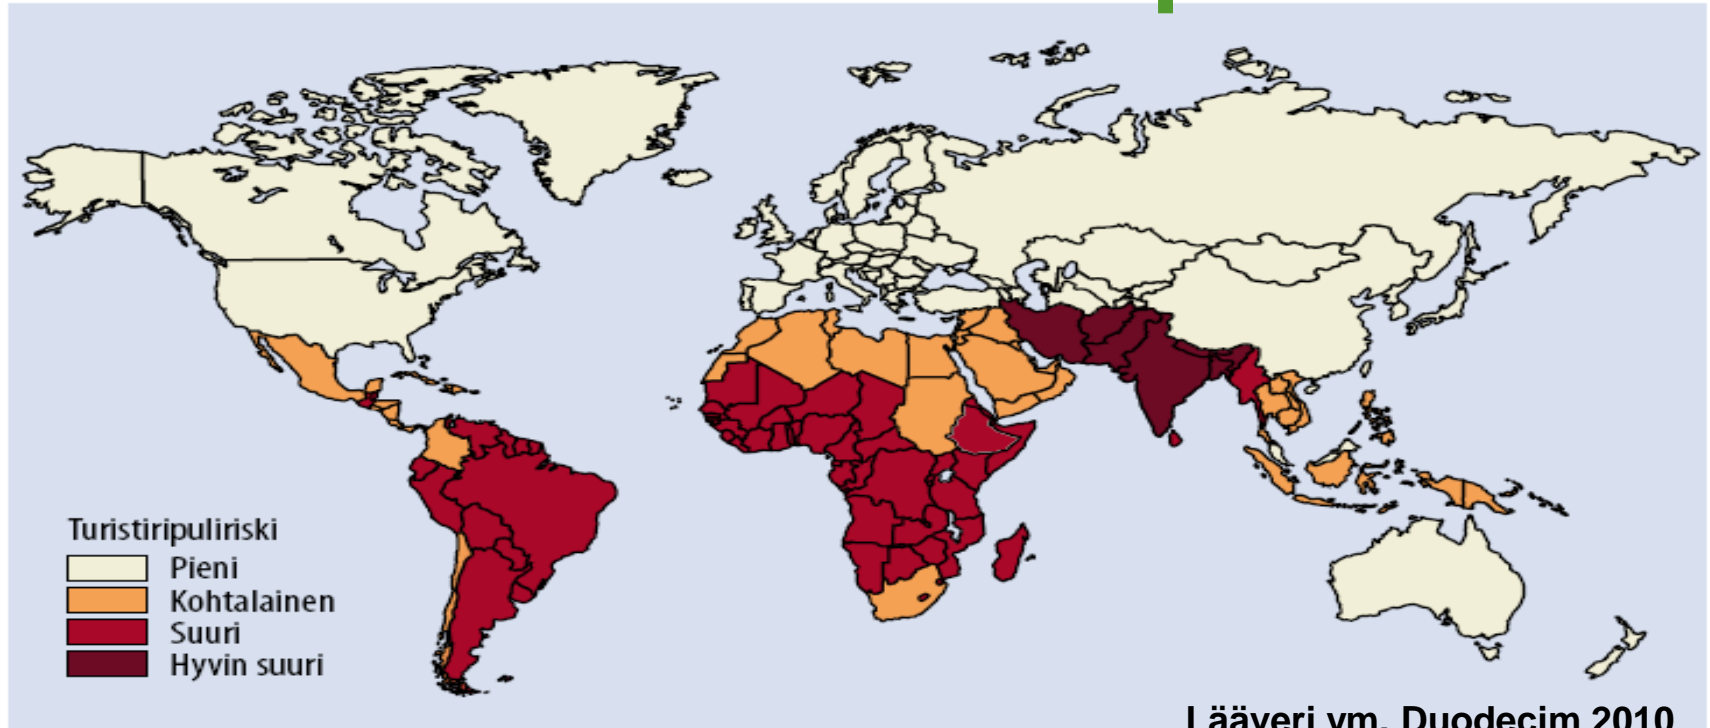 Turistiripuliriski
Pieni
Kohtalainen
Suuri
Hyvin suuri
Lääveri ym. Duodecim 2010